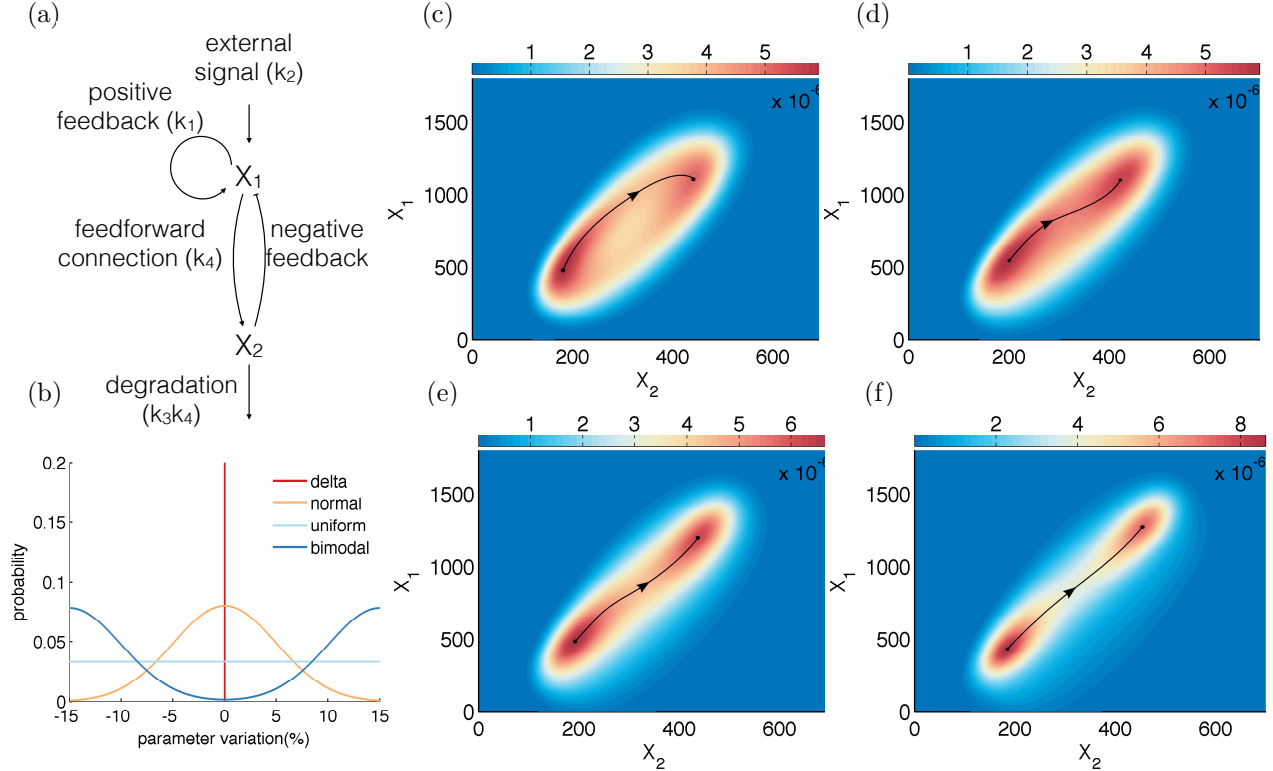 (a)
external
signal (k2)
positive
feedback (k1)
X1
feedforward
connection (k4)
negative
feedback
X2
degradation
(k3k4)
(b)
0.2
0.15
0.1
0.05
0
probability
delta
normal
uniform
bimodal
-15 -10 -5 0 5 10 15
parameter variation(%)
(c)
1 2 3 4 5
x 10-6
1500
1000
500
0
X1
0 200 400 600
X2
(d)
1 2 3 4 5
x 10-6
1500
1000
500
0
X1
0 200 400 600
X2
(e)
1 2 3 4 5 6
x 10-6
1500
1000
500
0
X1
0 200 400 600
X2
(f)
2 4 6 8
x 10-6
1500
1000
500
0
X1
0 200 400 600
X2